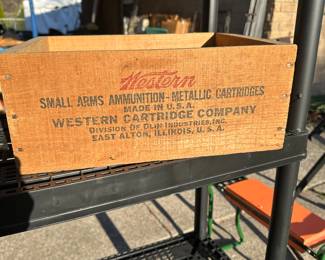 Western
SMALL ARMS AMMUNITION-METALLIC CARTRIDGES
MADE IN U.S.A.
WESTERN CARTRIDGE COMPANY
DIVISION OF OLIN INDUSTRIES, INC.
EAST ALTON, ILLINOIS, U.S.A.